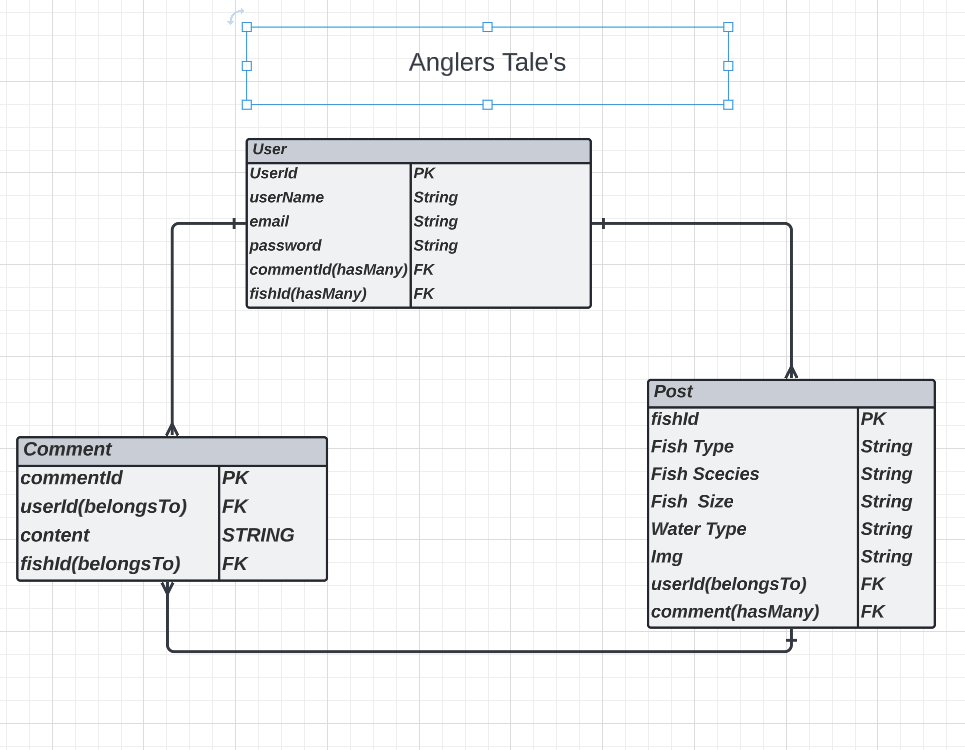 Anglers Tale's
User
UserId PK
userName String
email String
password String
commentId(hasMany) FK
fishId(hasMany) FK
Post
fishId PK
Fish Type String
Fish Scecies String
Fish Size String
Water Type String
Img String
userId(belongsTo) FK
comment(hasMany) FK
Comment
commentId PK
userId(belongsTo) FK
content STRING
fishId(belongsTo) FK